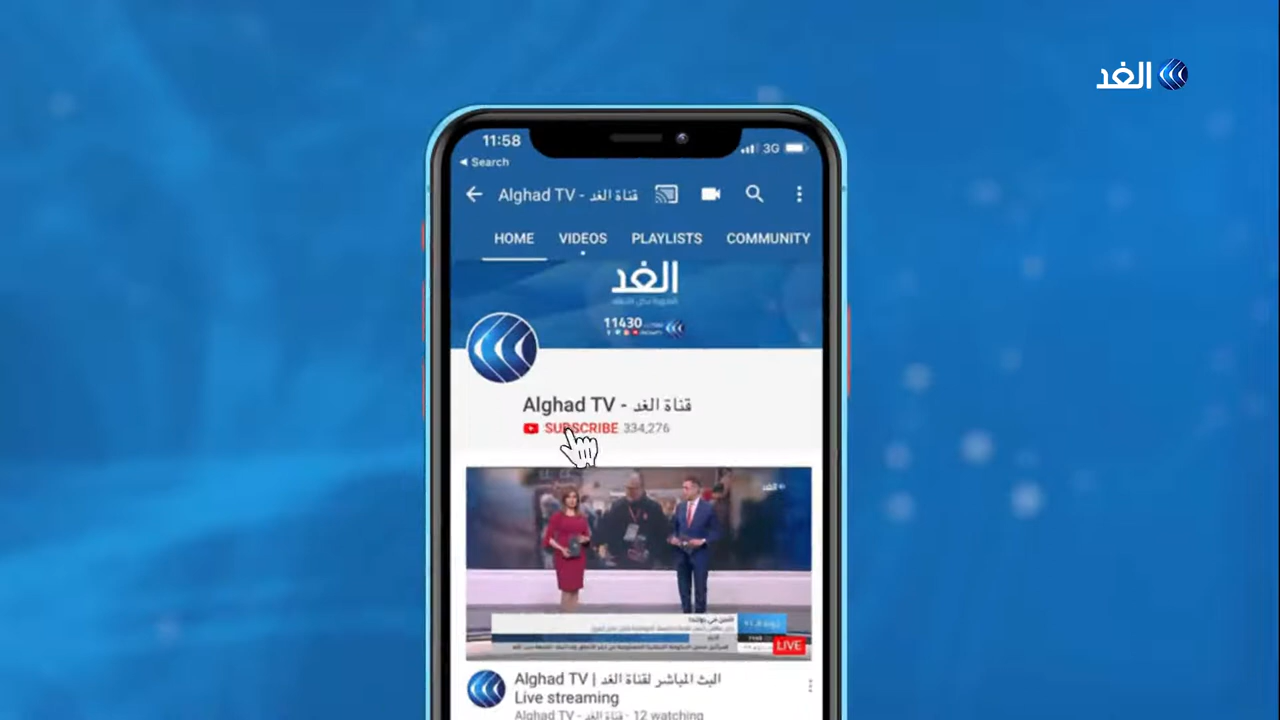 الغد
11:58
3G
Search
Alghad TV - قناة الغد
HOME VIDEOS PLAYLISTS COMMUNITY
الغد
11430
Alghad TV - قناة الغد
SUBSCRIBE 334,276
الغد
LIVE
Alghad TV | البث المباشر لقناة الغد
Live streaming
Alghad TV - قناة الغد - 12 watching